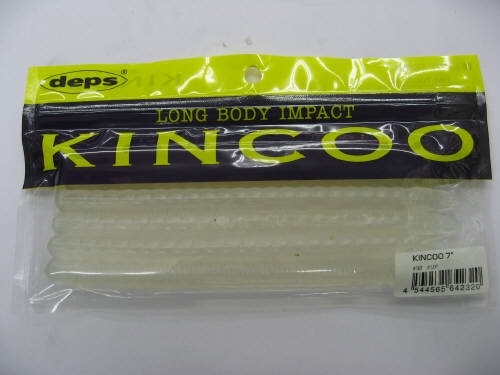 deps®
LONG BODY IMPACT
KINCOO
KINCOO 7"
4 544565 642320